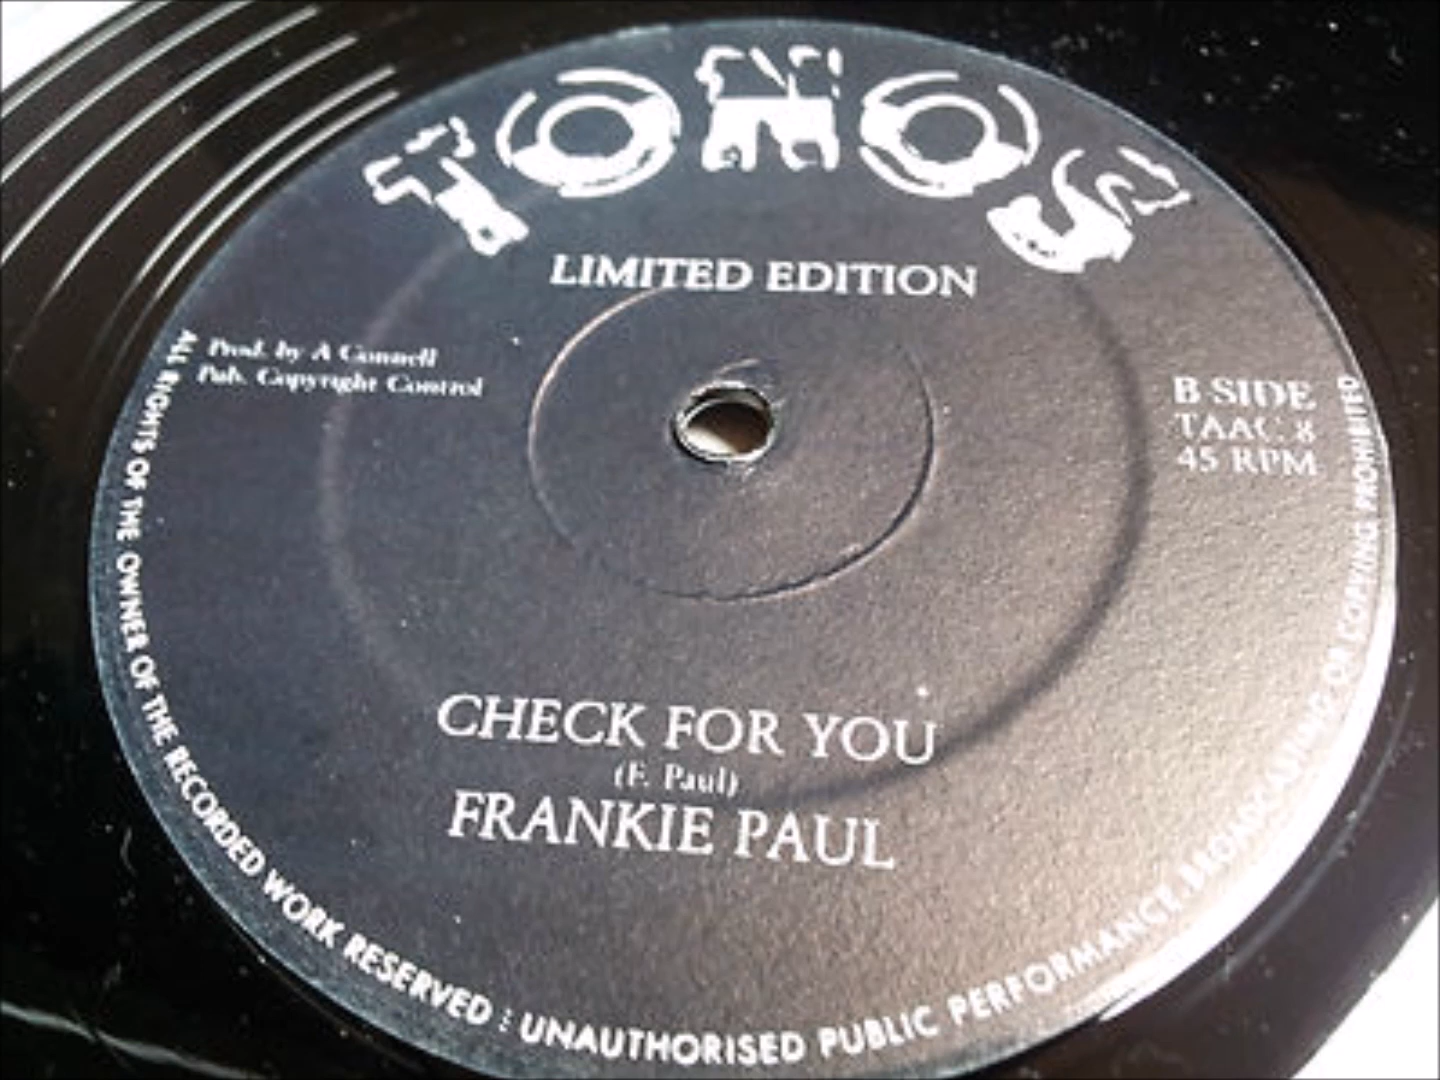 TOMOS
LIMITED EDITION
Prod. by A Connell
Pub. Copyright Control
B SIDE
TAAC 8
45 RPM
CHECK FOR YOU
(F. Paul)
FRANKIE PAUL
ALL RIGHTS OF THE OWNER OF THE RECORDED WORK RESERVED : UNAUTHORISED PUBLIC PERFORMANCE, BROADCASTING OR COPYING PROHIBITED